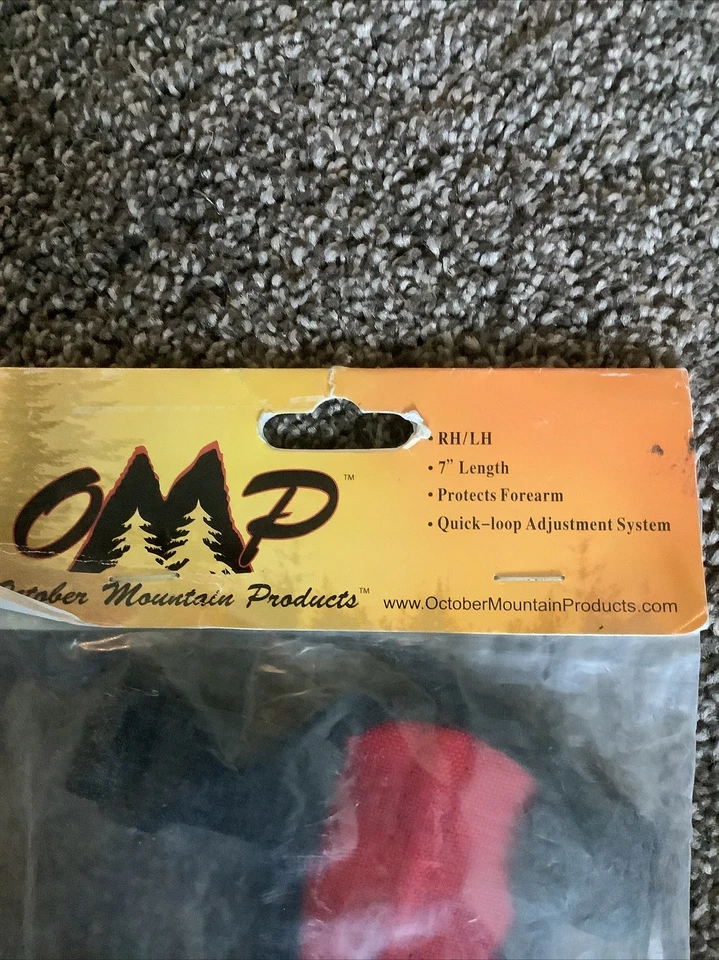 OMP™
October Mountain Products™
• RH/LH
• 7" Length
• Protects Forearm
• Quick-loop Adjustment System
www.OctoberMountainProducts.com